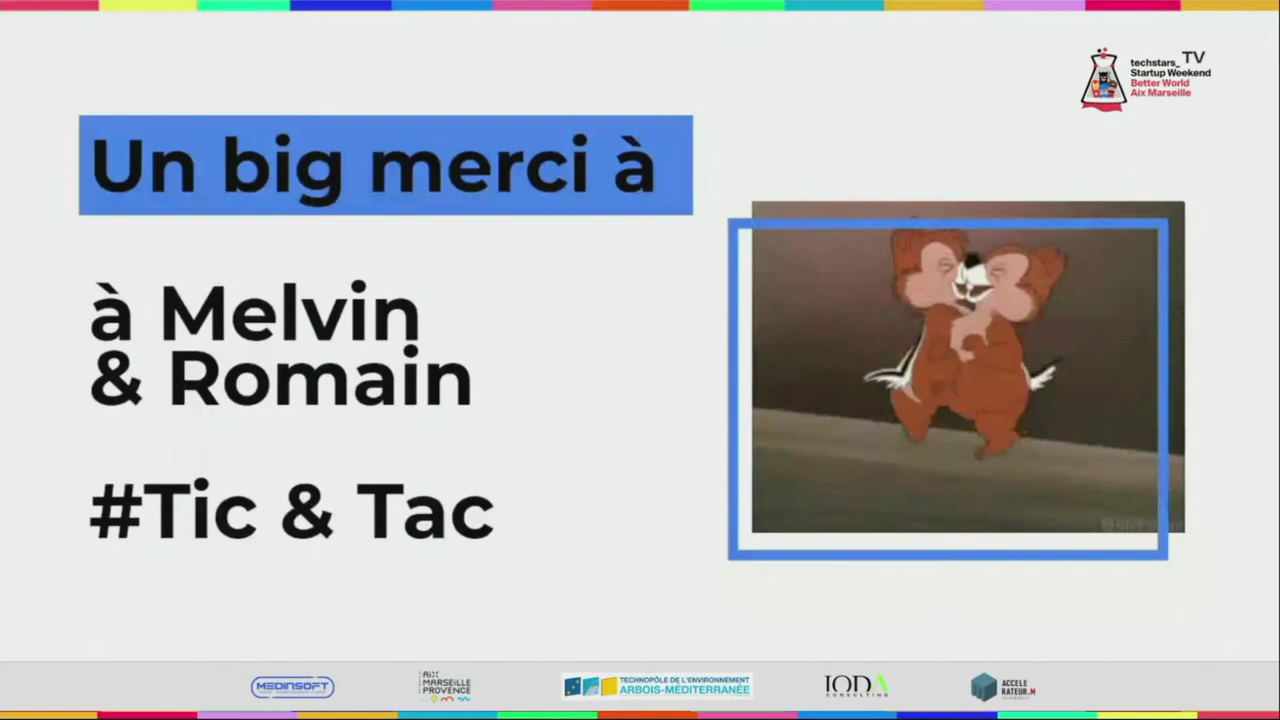 techstars_ TV
Startup Weekend
Better World
Aix Marseille
Un big merci à
à Melvin
& Romain
#Tic & Tac
MEDINSOFT
AIX
MARSEILLE
PROVENCE
TECHNOPÔLE DE L'ENVIRONNEMENT
ARBOIS-MÉDITERRANÉE
IODA
CONSULTING
ACCELE
RATEUR.M